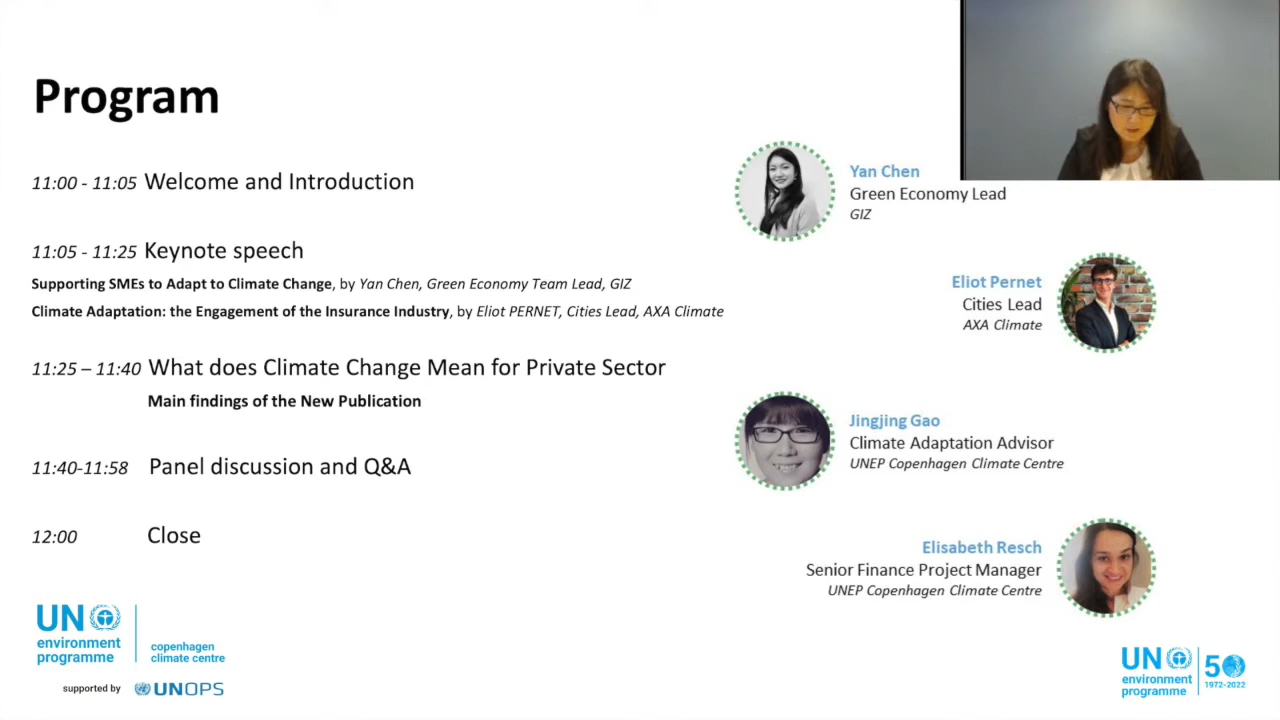 Program
11:00 - 11:05 Welcome and Introduction
11:05 - 11:25 Keynote speech
Supporting SMEs to Adapt to Climate Change, by Yan Chen, Green Economy Team Lead, GIZ
Climate Adaptation: the Engagement of the Insurance Industry, by Eliot PERNET, Cities Lead, AXA Climate
11:25 – 11:40 What does Climate Change Mean for Private Sector
Main findings of the New Publication
11:40-11:58 Panel discussion and Q&A
12:00 Close
Yan Chen
Green Economy Lead
GIZ
Eliot Pernet
Cities Lead
AXA Climate
Jingjing Gao
Climate Adaptation Advisor
UNEP Copenhagen Climate Centre
Elisabeth Resch
Senior Finance Project Manager
UNEP Copenhagen Climate Centre
UN
environment
programme
copenhagen
climate centre
supported by UNOPS
UN
environment
programme
50
1972-2022